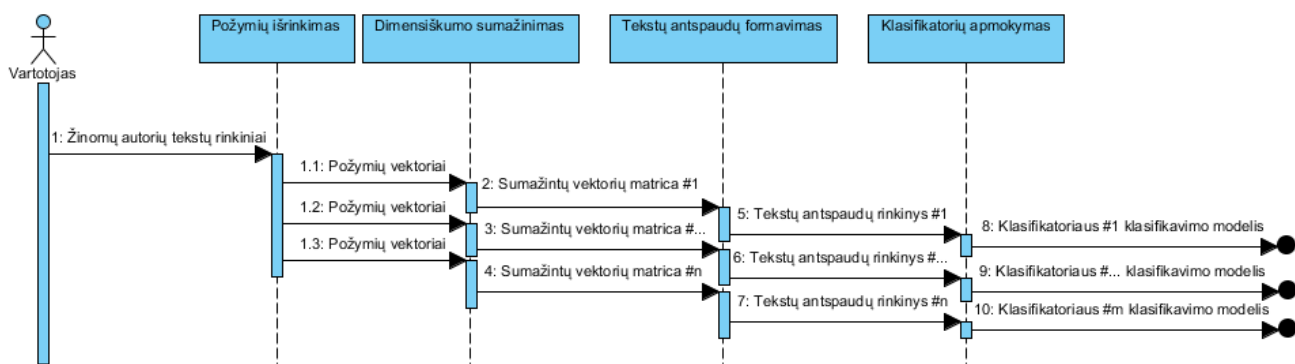 Požymių išrinkimas
Dimensiškumo sumažinimas
Tekstų antspaudų formavimas
Klasifikatorių apmokymas
Vartotojas
1: Žinomų autorių tekstų rinkiniai
1.1: Požymių vektoriai
2: Sumažintų vektorių matrica #1
1.2: Požymių vektoriai
5: Tekstų antspaudų rinkinys #1
8: Klasifikatoriaus #1 klasifikavimo modelis
3: Sumažintų vektorių matrica #...
1.3: Požymių vektoriai
6: Tekstų antspaudų rinkinys #...
4: Sumažintų vektorių matrica #n
9: Klasifikatoriaus #... klasifikavimo modelis
7: Tekstų antspaudų rinkinys #n
10: Klasifikatoriaus #m klasifikavimo modelis